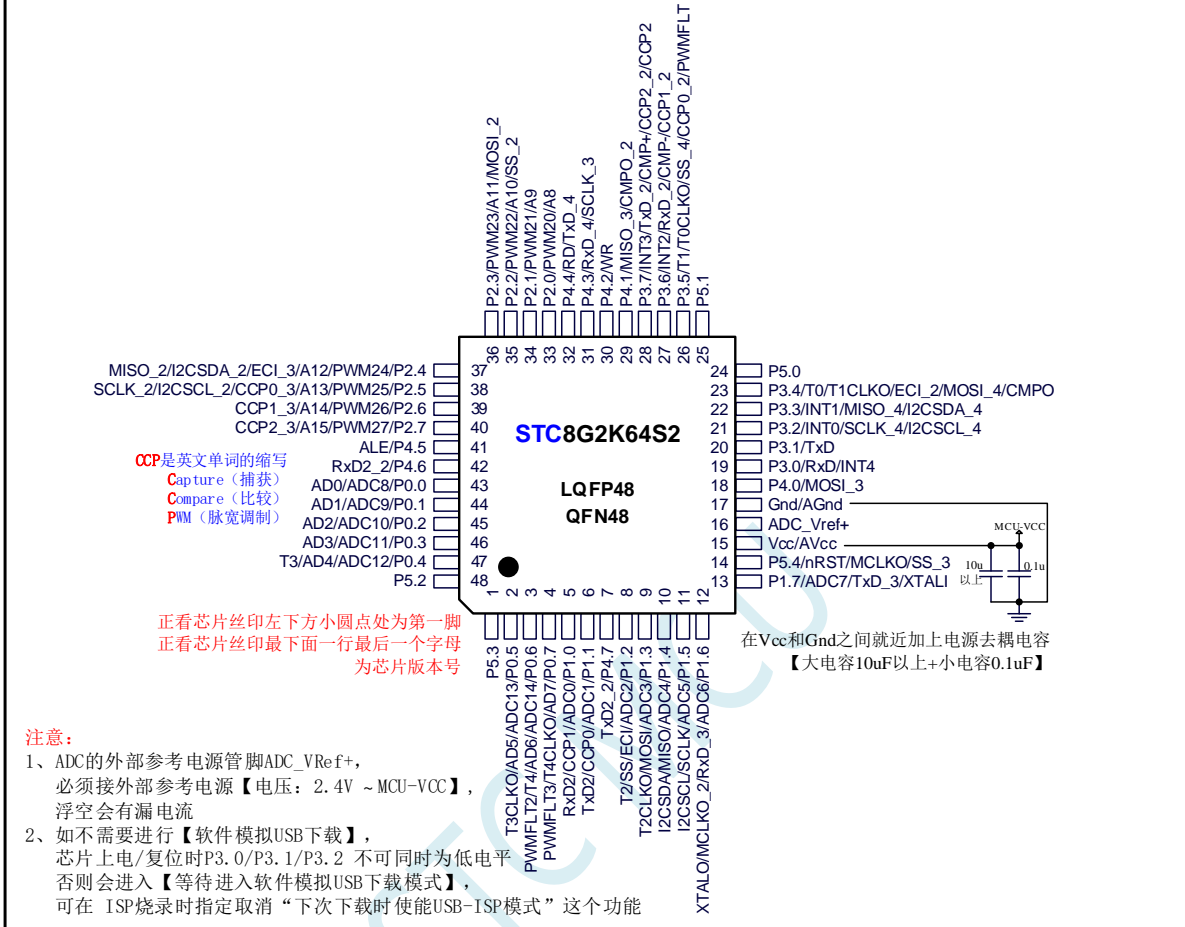 P2.3/PWM23/A11/MOSI_2
P2.2/PWM22/A10/SS_2
P2.1/PWM21/A9
P2.0/PWM20/A8
P4.4/RD/TxD_4
P4.3/RxD_4/SCLK_3
P4.2/WR
P4.1/MISO_3/CMPO_2
P3.7/INT3/TxD_2/CMP+/CCP2_2/CCP2
P3.6/INT2/RxD_2/CMP-/CCP1_2
P3.5/T1/T0CLKO/SS_4/CCP0_2/PWMFLT
P5.1
36 35 34 33 32 31 30 29 28 27 26 25
MISO_2/I2CSDA_2/ECI_3/A12/PWM24/P2.4 37
SCLK_2/I2CSCL_2/CCP0_3/A13/PWM25/P2.5 38
CCP1_3/A14/PWM26/P2.6 39
CCP2_3/A15/PWM27/P2.7 40
ALE/P4.5 41
RxD2_2/P4.6 42
AD0/ADC8/P0.0 43
AD1/ADC9/P0.1 44
AD2/ADC10/P0.2 45
AD3/ADC11/P0.3 46
T3/AD4/ADC12/P0.4 47
P5.2 48
CCP是英文单词的缩写
Capture（捕获）
Compare（比较）
PWM（脉宽调制）
STC8G2K64S2
LQFP48
QFN48
24 P5.0
23 P3.4/T0/T1CLKO/ECI_2/MOSI_4/CMPO
22 P3.3/INT1/MISO_4/I2CSDA_4
21 P3.2/INT0/SCLK_4/I2CSCL_4
20 P3.1/TxD
19 P3.0/RxD/INT4
18 P4.0/MOSI_3
17 Gnd/AGnd
16 ADC_Vref+
15 Vcc/AVcc
14 P5.4/nRST/MCLKO/SS_3
13 P1.7/ADC7/TxD_3/XTALI
MCU-VCC
10u
以上
0.1u
1 2 3 4 5 6 7 8 9 10 11 12
P5.3
T3CLKO/AD5/ADC13/P0.5
PWMFLT2/T4/AD6/ADC14/P0.6
PWMFLT3/T4CLKO/AD7/P0.7
RxD2/CCP1/ADC0/P1.0
TxD2/CCP0/ADC1/P1.1
TxD2_2/P4.7
T2/SS/ECI/ADC2/P1.2
T2CLKO/MOSI/ADC3/P1.3
I2CSDA/MISO/ADC4/P1.4
I2CSCL/SCLK/ADC5/P1.5
XTALO/MCLKO_2/RxD_3/ADC6/P1.6
正看芯片丝印左下方小圆点处为第一脚
正看芯片丝印最下面一行最后一个字母
为芯片版本号
在Vcc和Gnd之间就近加上电源去耦电容
【大电容10uF以上+小电容0.1uF】
注意：
1、ADC的外部参考电源管脚ADC_VRef+，
必须接外部参考电源【电压：2.4V ~ MCU-VCC】，
浮空会有漏电流
2、如不需要进行【软件模拟USB下载】，
芯片上电/复位时P3.0/P3.1/P3.2 不可同时为低电平
否则会进入【等待进入软件模拟USB下载模式】，
可在 ISP烧录时指定取消“下次下载时使能USB-ISP模式”这个功能
STCMCU